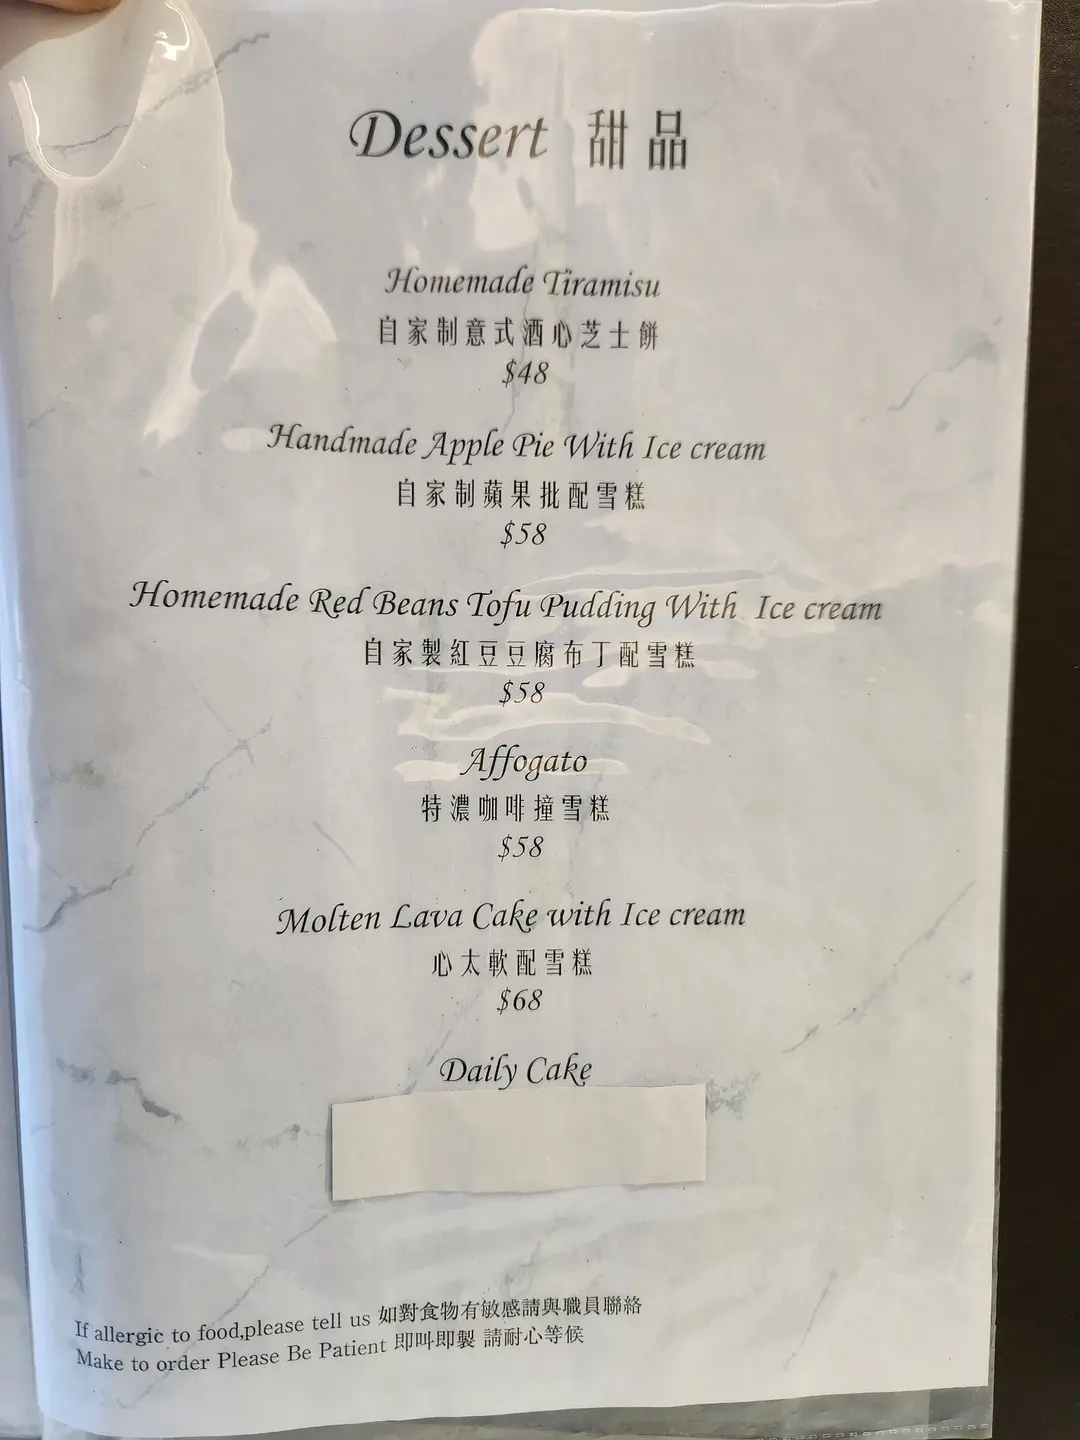 Dessert 甜品
Homemade Tiramisu
自家制意式酒心芝士餅
$48
Handmade Apple Pie With Ice cream
自家制蘋果批配雪糕
$58
Homemade Red Beans Tofu Pudding With Ice cream
自家製紅豆豆腐布丁配雪糕
$58
Affogato
特濃咖啡撞雪糕
$58
Molten Lava Cake with Ice cream
心太軟配雪糕
$68
Daily Cake
If allergic to food,please tell us 如對食物有敏感請與職員聯絡
Make to order Please Be Patient 即叫即製 請耐心等候